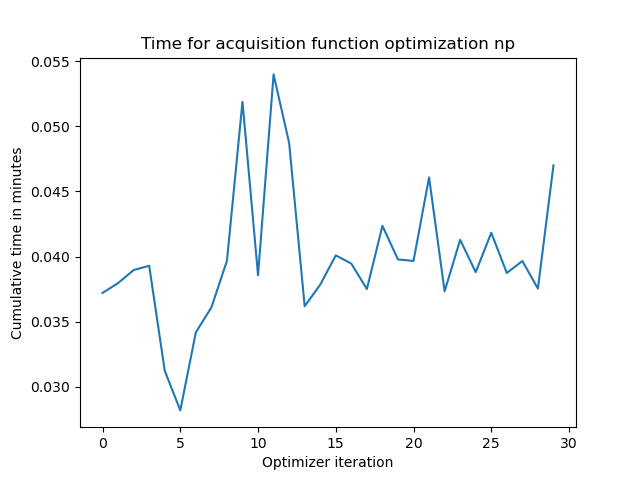 Time for acquisition function optimization np
Cumulative time in minutes
0.055
0.050
0.045
0.040
0.035
0.030
0 5 10 15 20 25 30
Optimizer iteration